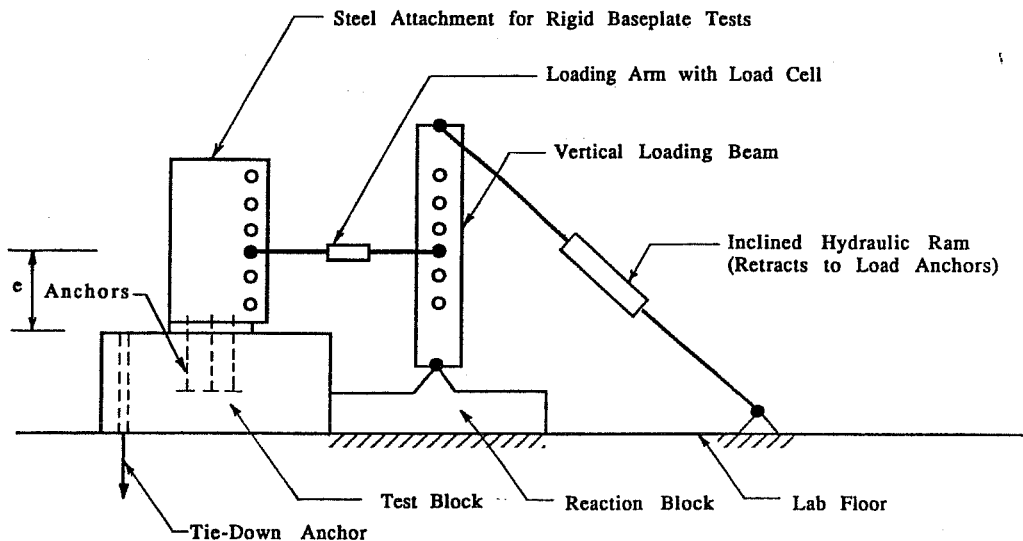 Steel Attachment for Rigid Baseplate Tests
Loading Arm with Load Cell
Vertical Loading Beam
Inclined Hydraulic Ram
(Retracts to Load Anchors)
e
Anchors
Test Block
Reaction Block
Lab Floor
Tie-Down Anchor